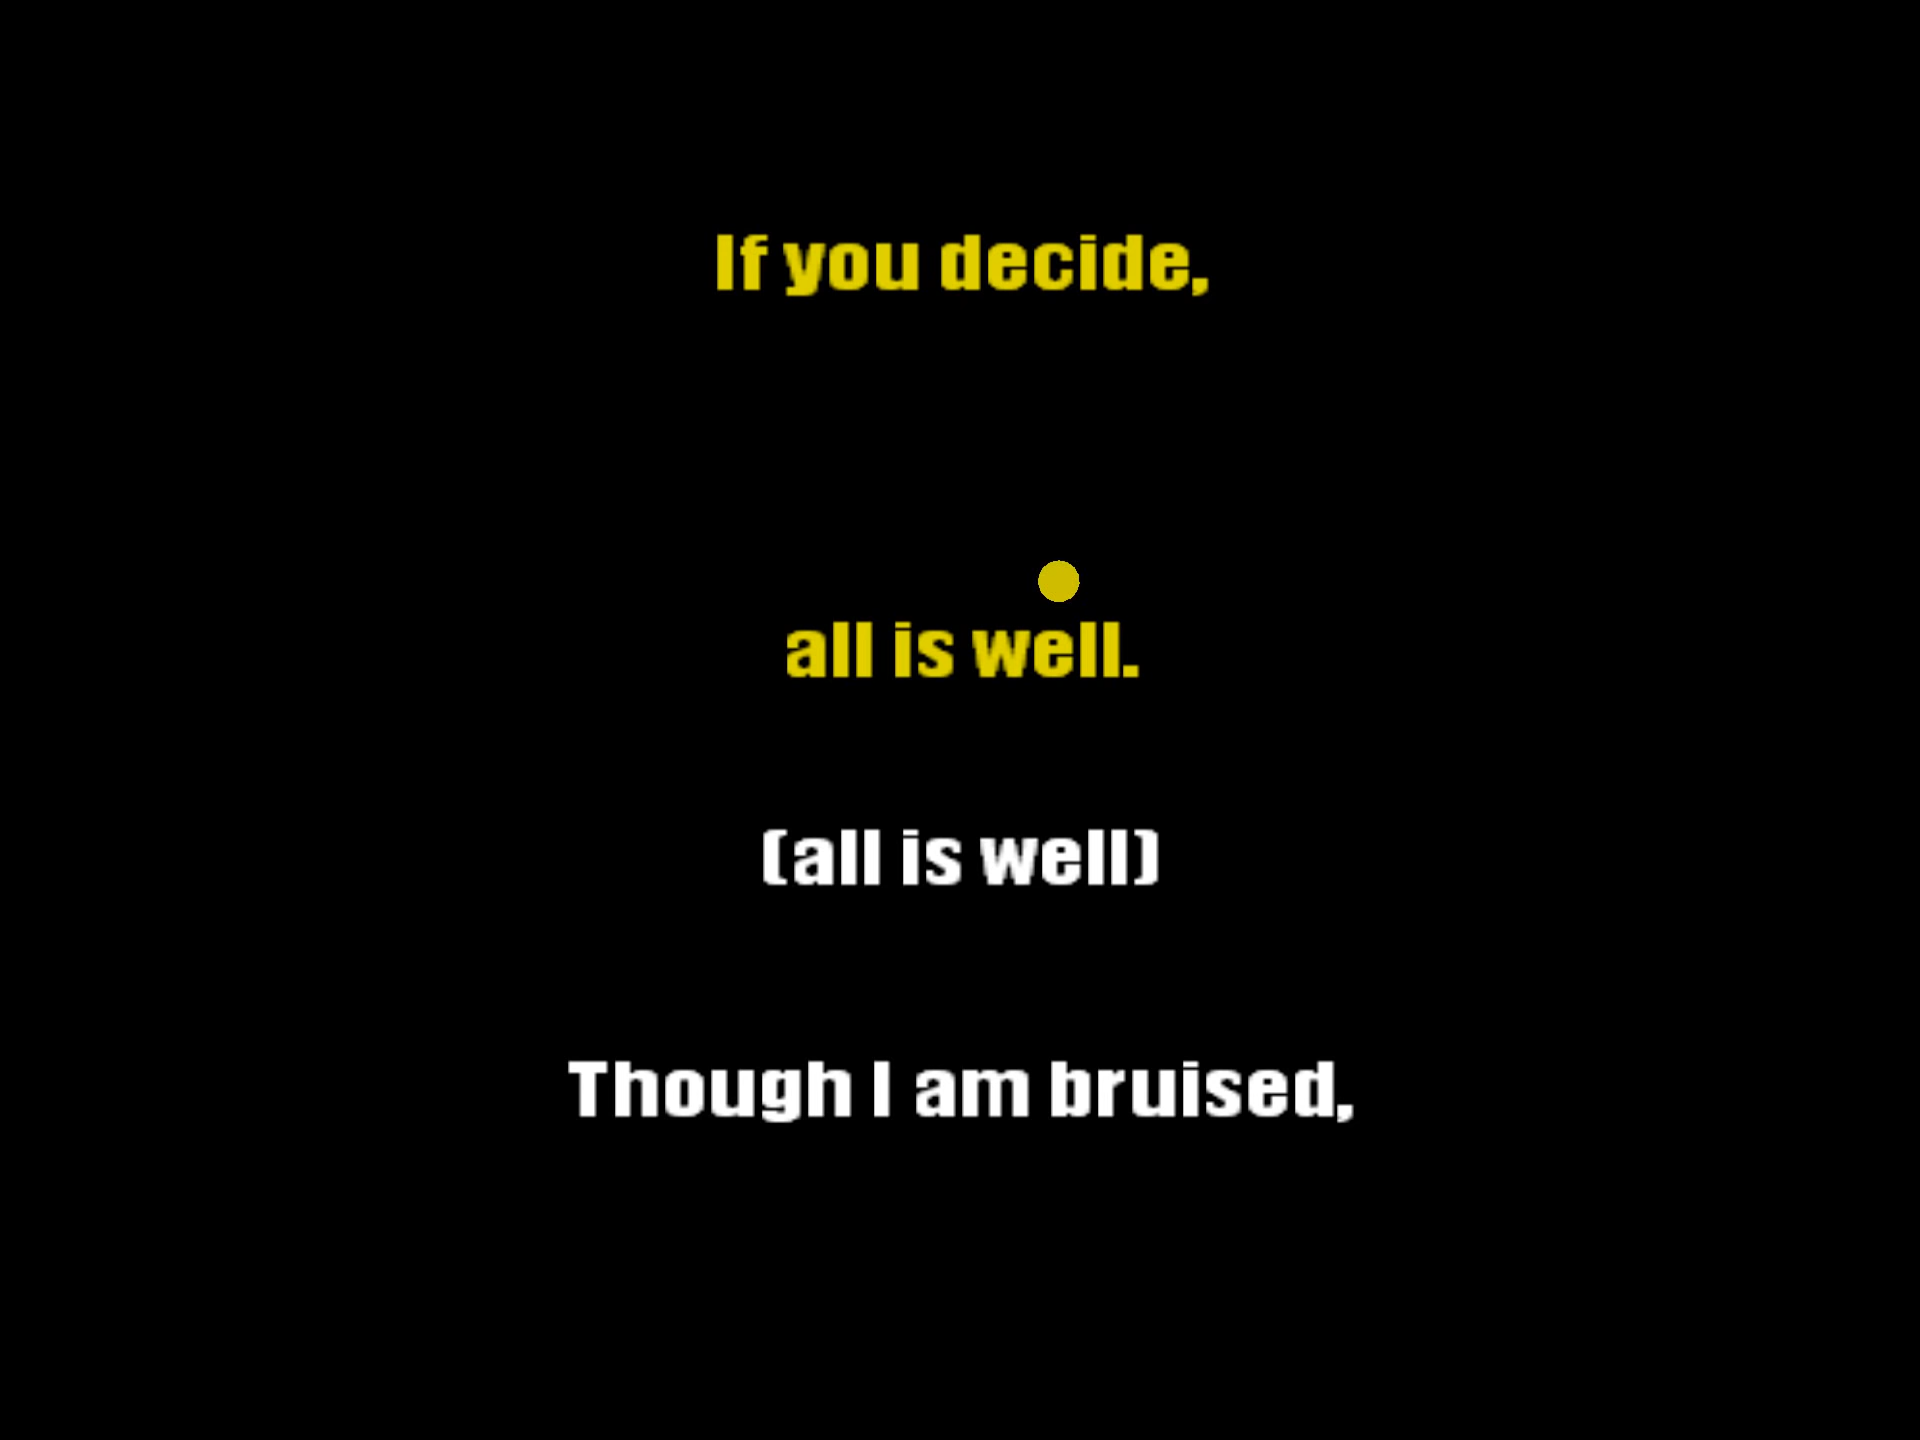 If you decide,
all is well.
(all is well)
Though I am bruised,